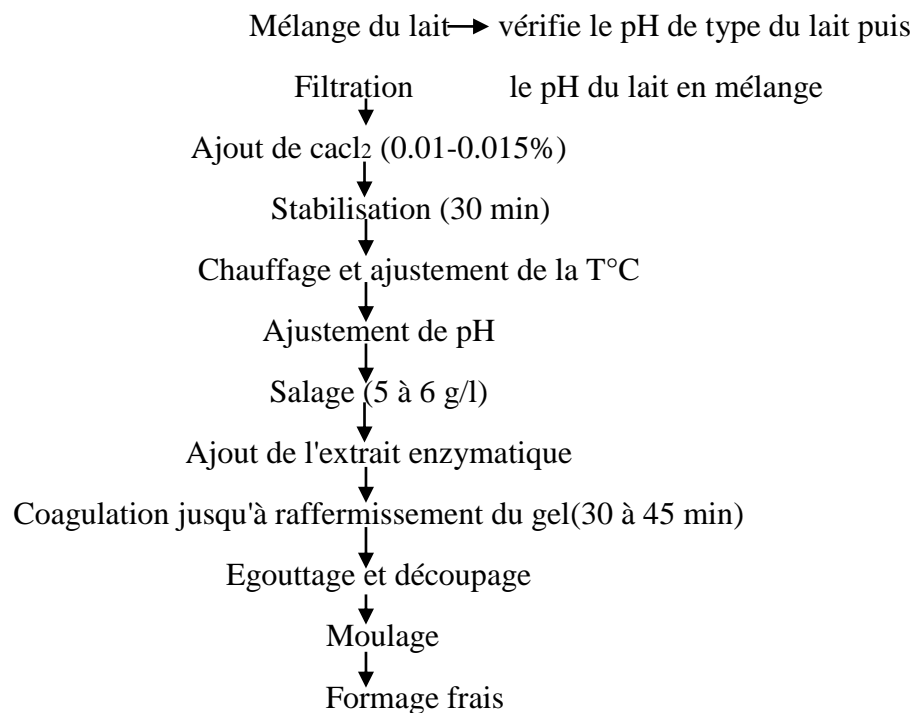 Mélange du lait → vérifie le pH de type du lait puis
Filtration le pH du lait en mélange
Ajout de cacl₂ (0.01-0.015%)
Stabilisation (30 min)
Chauffage et ajustement de la T°C
Ajustement de pH
Salage (5 à 6 g/l)
Ajout de l'extrait enzymatique
Coagulation jusqu'à raffermissement du gel(30 à 45 min)
Egouttage et découpage
Moulage
Formage frais